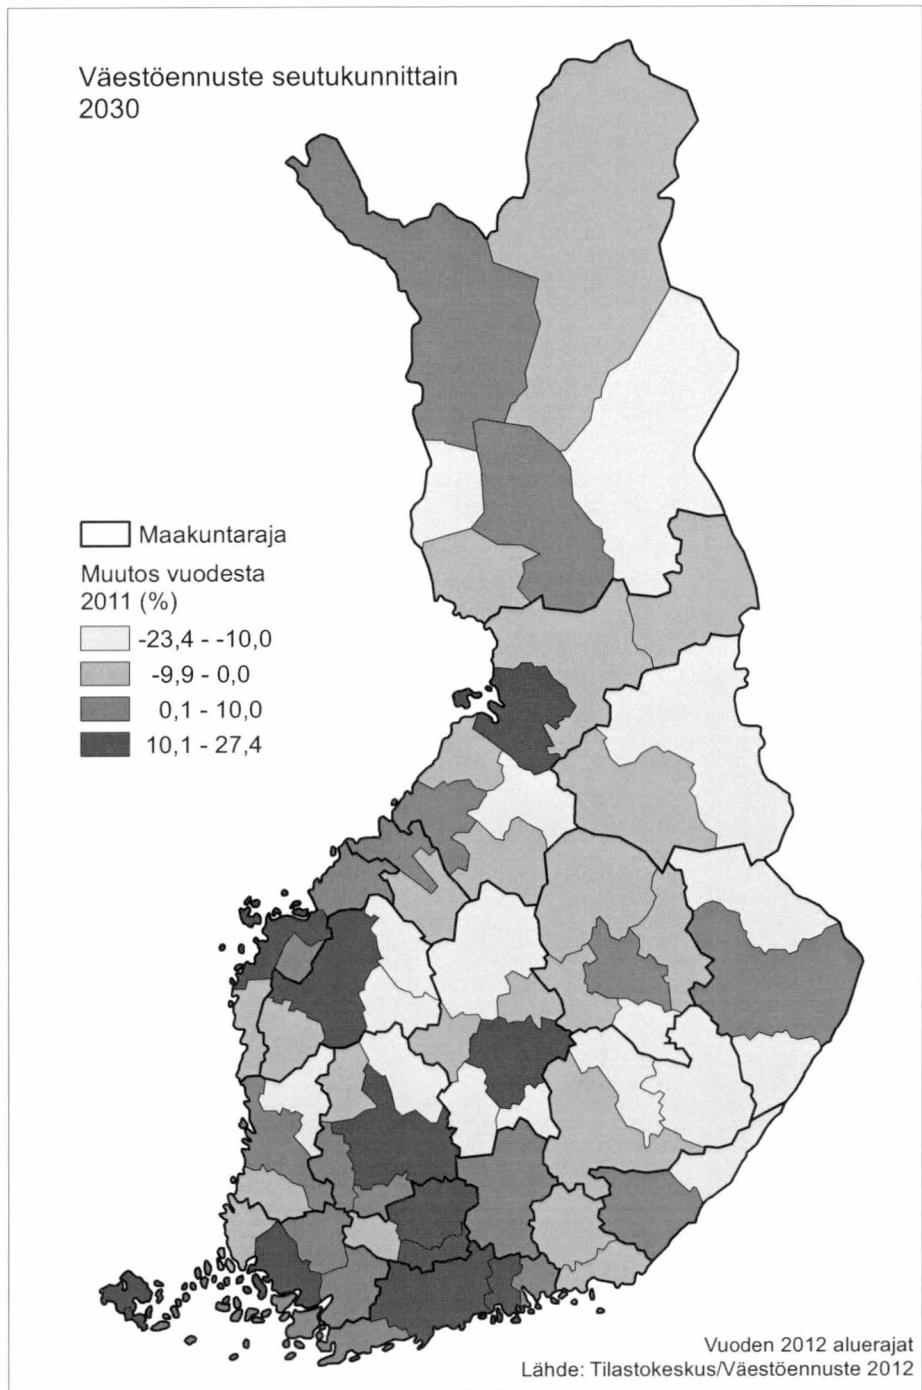 Väestöennuste seutukunnittain
2030
Maakuntaraja
Muutos vuodesta
2011 (%)
-23,4 - -10,0
-9,9 - 0,0
0,1 - 10,0
10,1 - 27,4
Vuoden 2012 aluerajat
Lähde: Tilastokeskus/Väestöennuste 2012